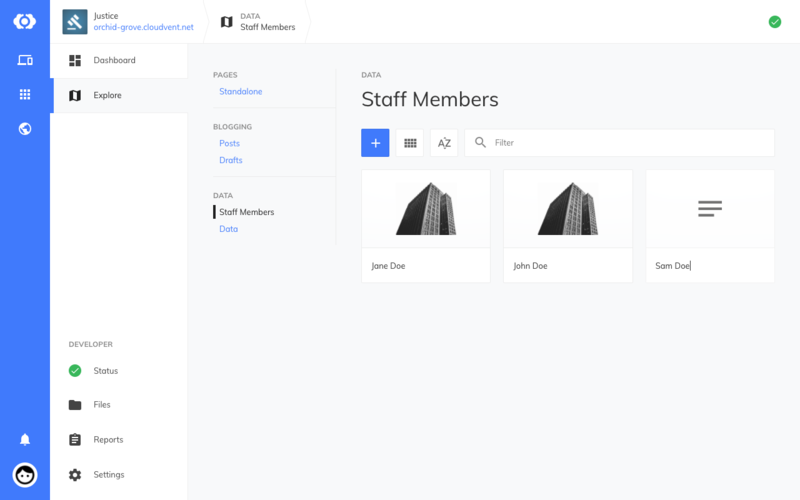 Justice
orchid-grove.cloudvent.net
DATA
Staff Members
Dashboard
Explore
DEVELOPER
Status
Files
Reports
Settings
PAGES
Standalone
BLOGGING
Posts
Drafts
DATA
Staff Members
Data
DATA
Staff Members
AZ
Filter
Jane Doe
John Doe
Sam Doe